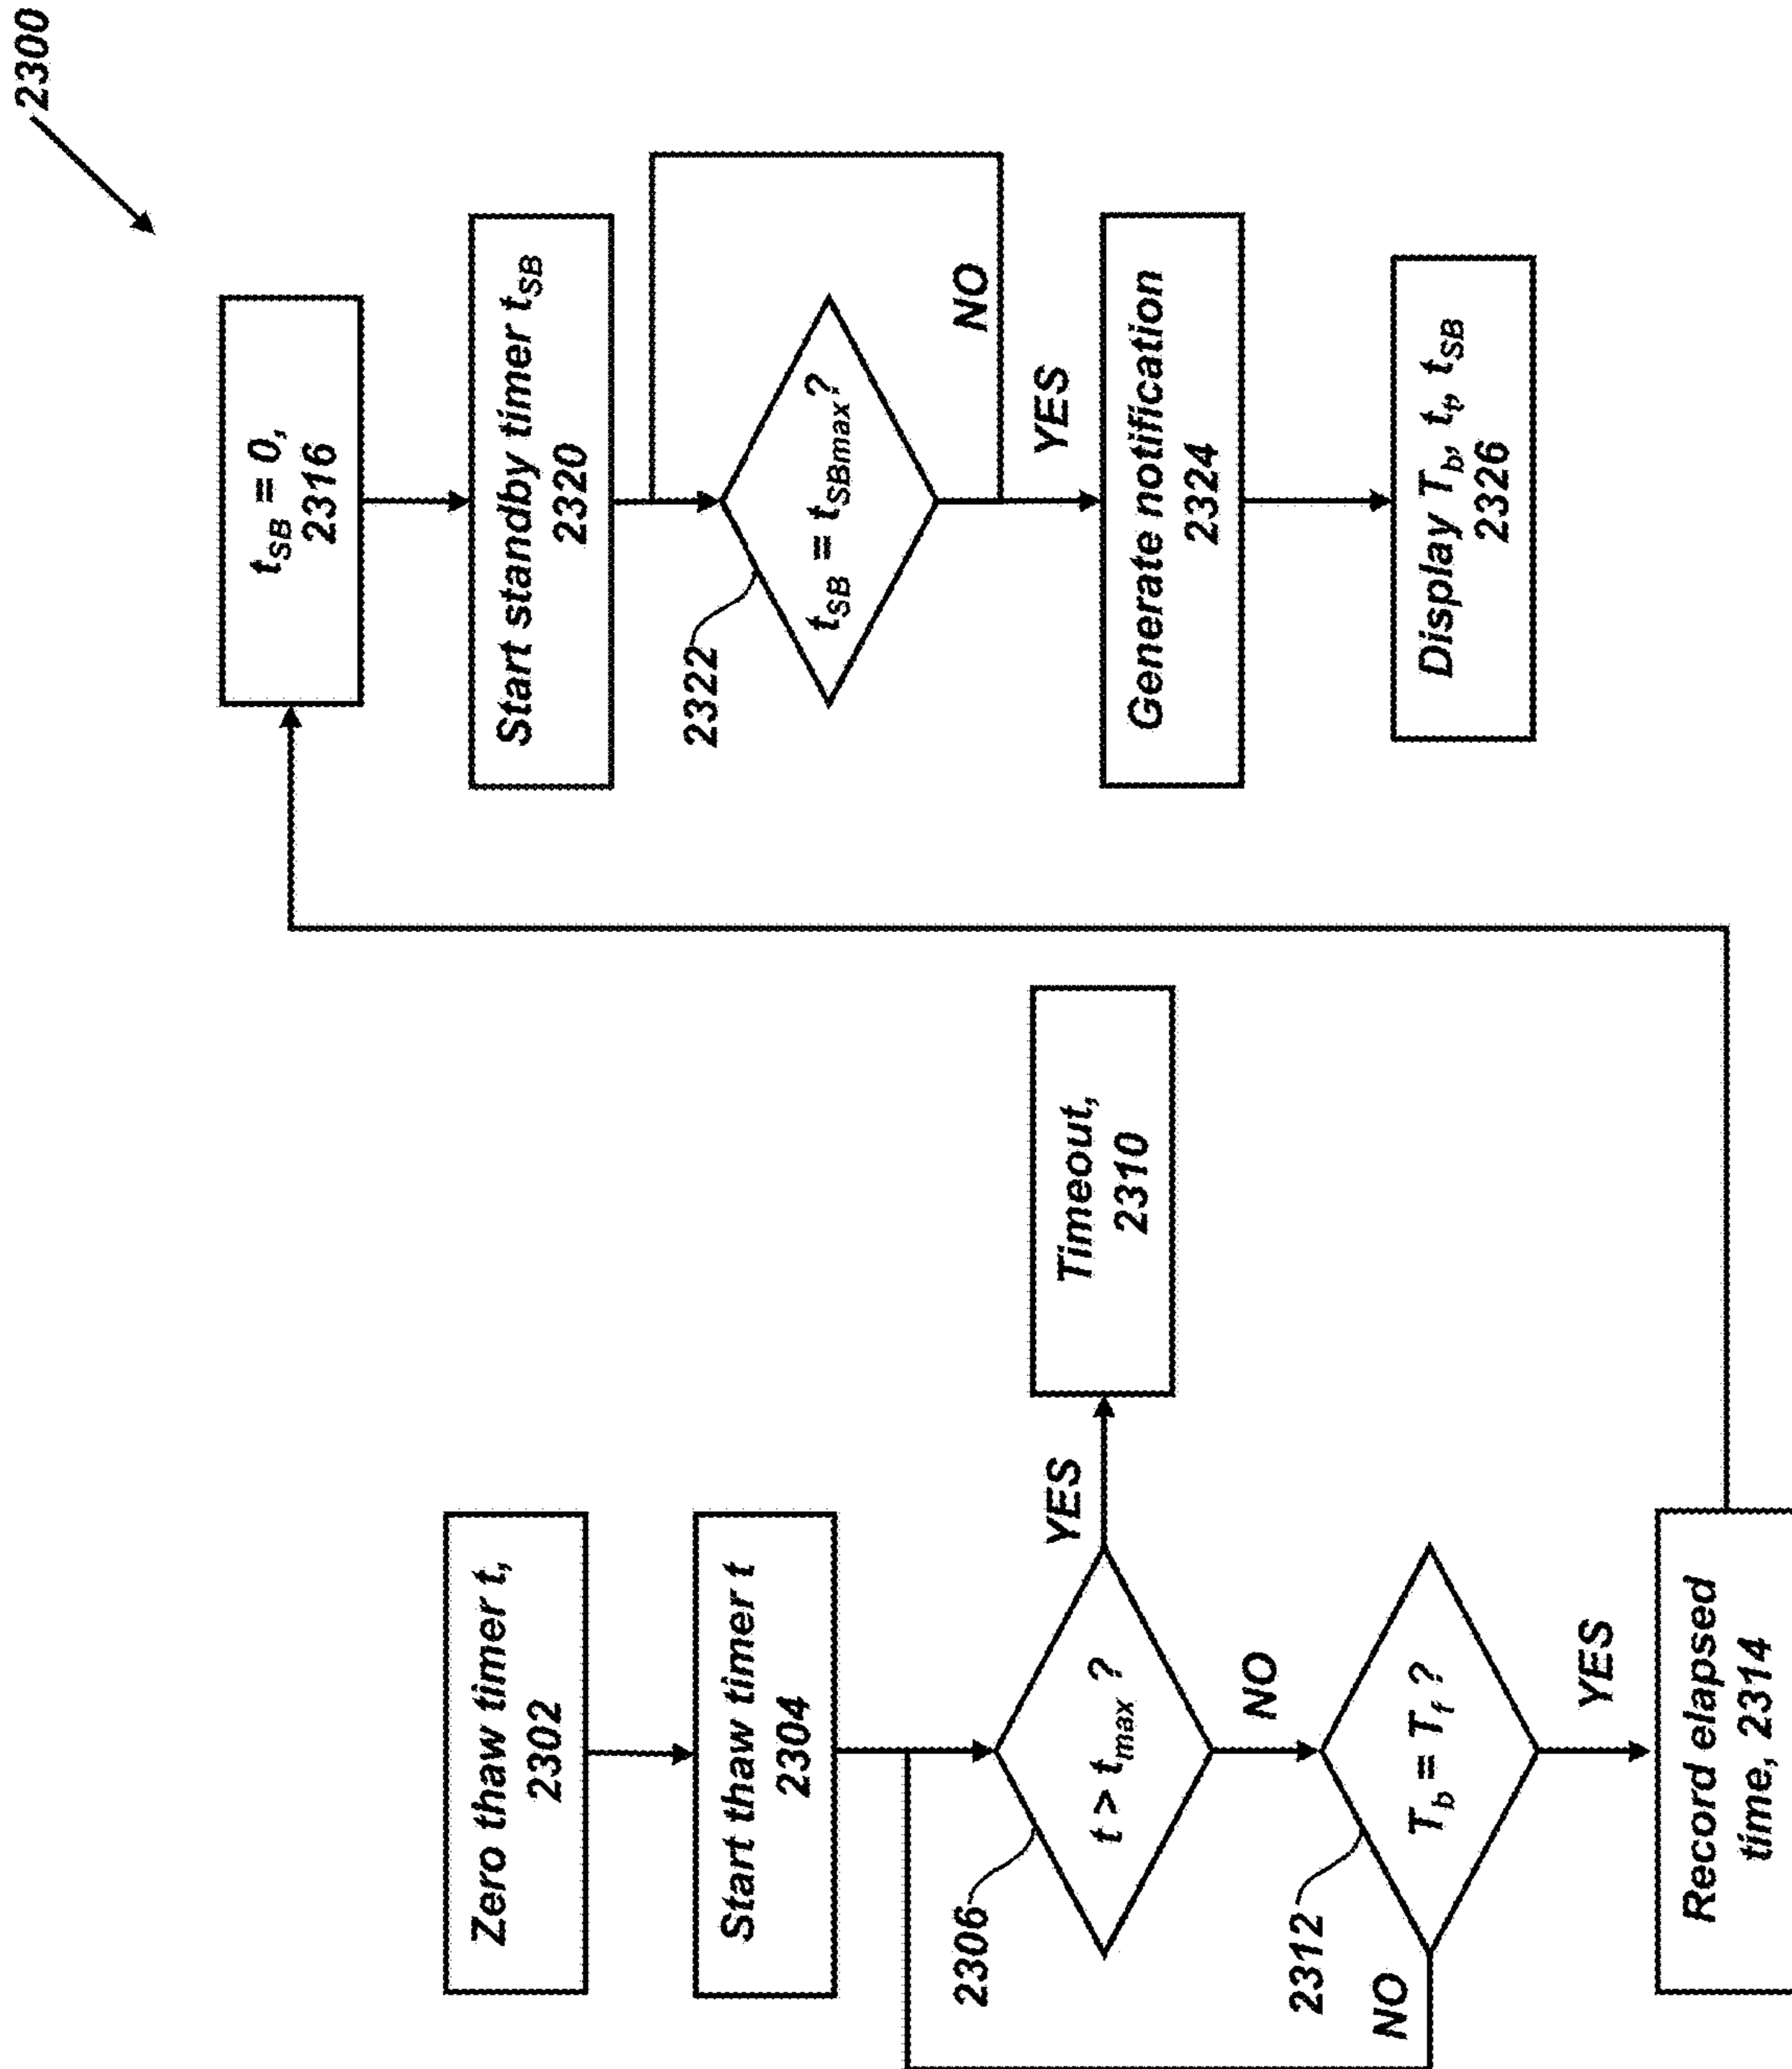 2300
Zero thaw timer t,
2302
Start thaw timer t
2304
2306
t > tmax ?
YES
Timeout,
2310
NO
2312
Tb = Tf ?
NO
YES
Record elapsed
time, 2314
tSB = 0,
2316
Start standby timer tSB
2320
2322
tSB = tSBmax?
NO
YES
Generate notification
2324
Display Tb, tt, tSB
2326